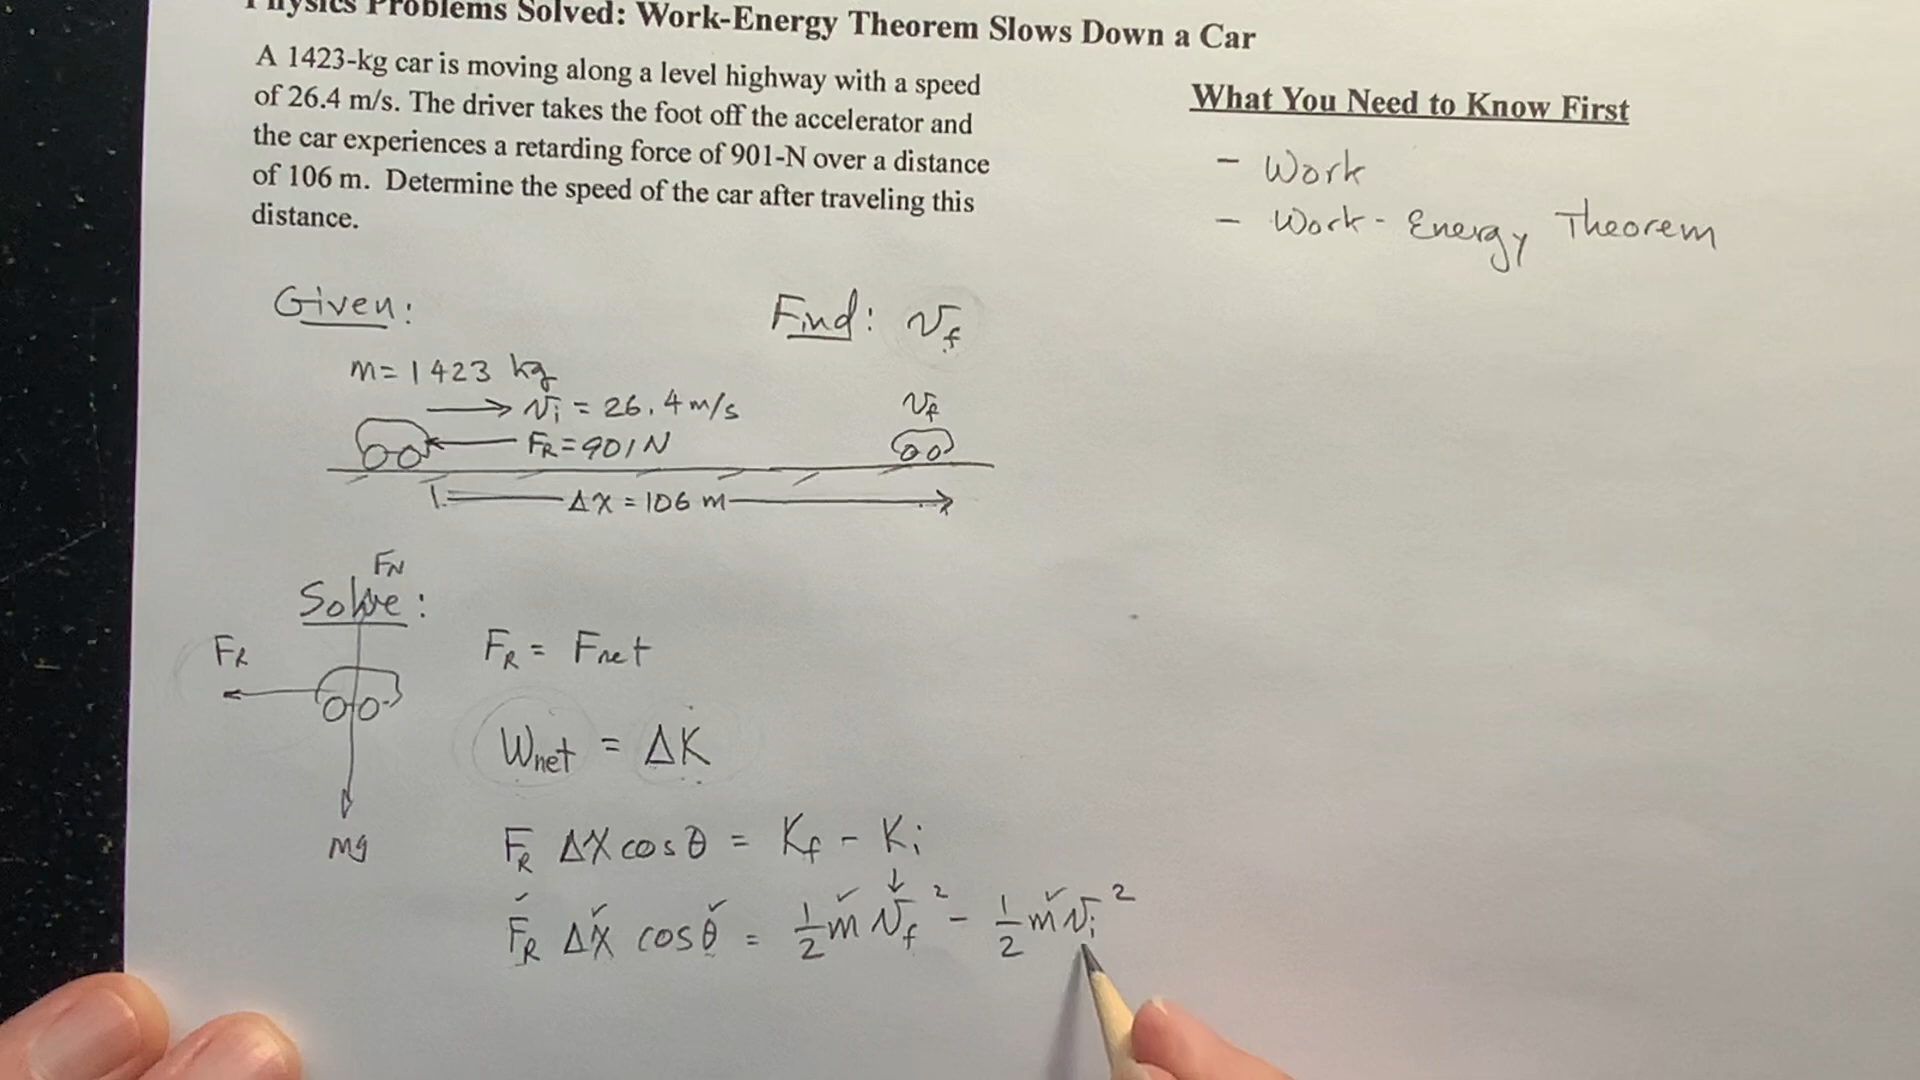 Physics Problems Solved: Work-Energy Theorem Slows Down a Car
A 1423-kg car is moving along a level highway with a speed
of 26.4 m/s. The driver takes the foot off the accelerator and
the car experiences a retarding force of 901-N over a distance
of 106 m. Determine the speed of the car after traveling this
distance.
What You Need to Know First
- Work
- Work-Energy Theorem
Given:
Find: vf
m = 1423 kg
vi = 26.4 m/s
vf
FR = 901 N
Δx = 106 m
FN
Solve:
FR
FR = Fnet
Wnet = ΔK
mg
FR Δx cosθ = Kf - Ki
FR Δx cosθ = 1/2 m vf² - 1/2 m vi²